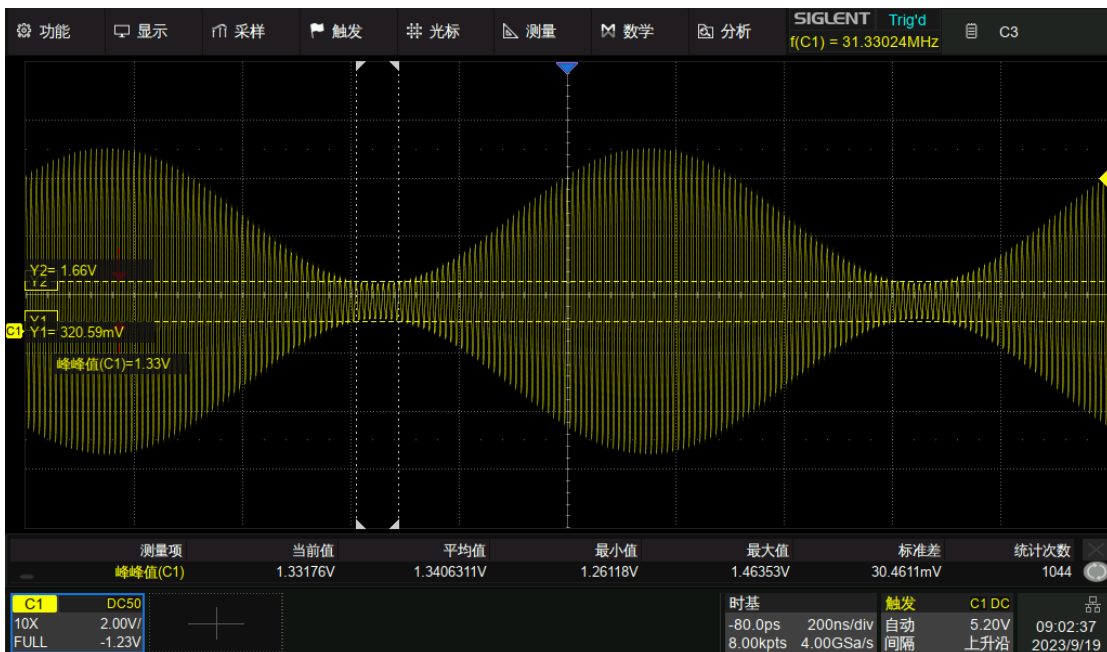 功能 显示 采样 触发 光标 测量 数学 分析 SIGLENT Trig'd C3
f(C1) = 31.33024MHz
Y2= 1.66V
Y2
Y1
C1 Y1= 320.59mV
峰峰值(C1)=1.33V
测量项 当前值 平均值 最小值 最大值 标准差 统计次数
峰峰值(C1) 1.33176V 1.3406311V 1.26118V 1.46353V 30.4611mV 1044
C1 DC50 时基 触发 C1 DC
10X 2.00V/ -80.0ps 200ns/div 自动 5.20V 09:02:37
FULL -1.23V 8.00kpts 4.00GSa/s 间隔 上升沿 2023/9/19